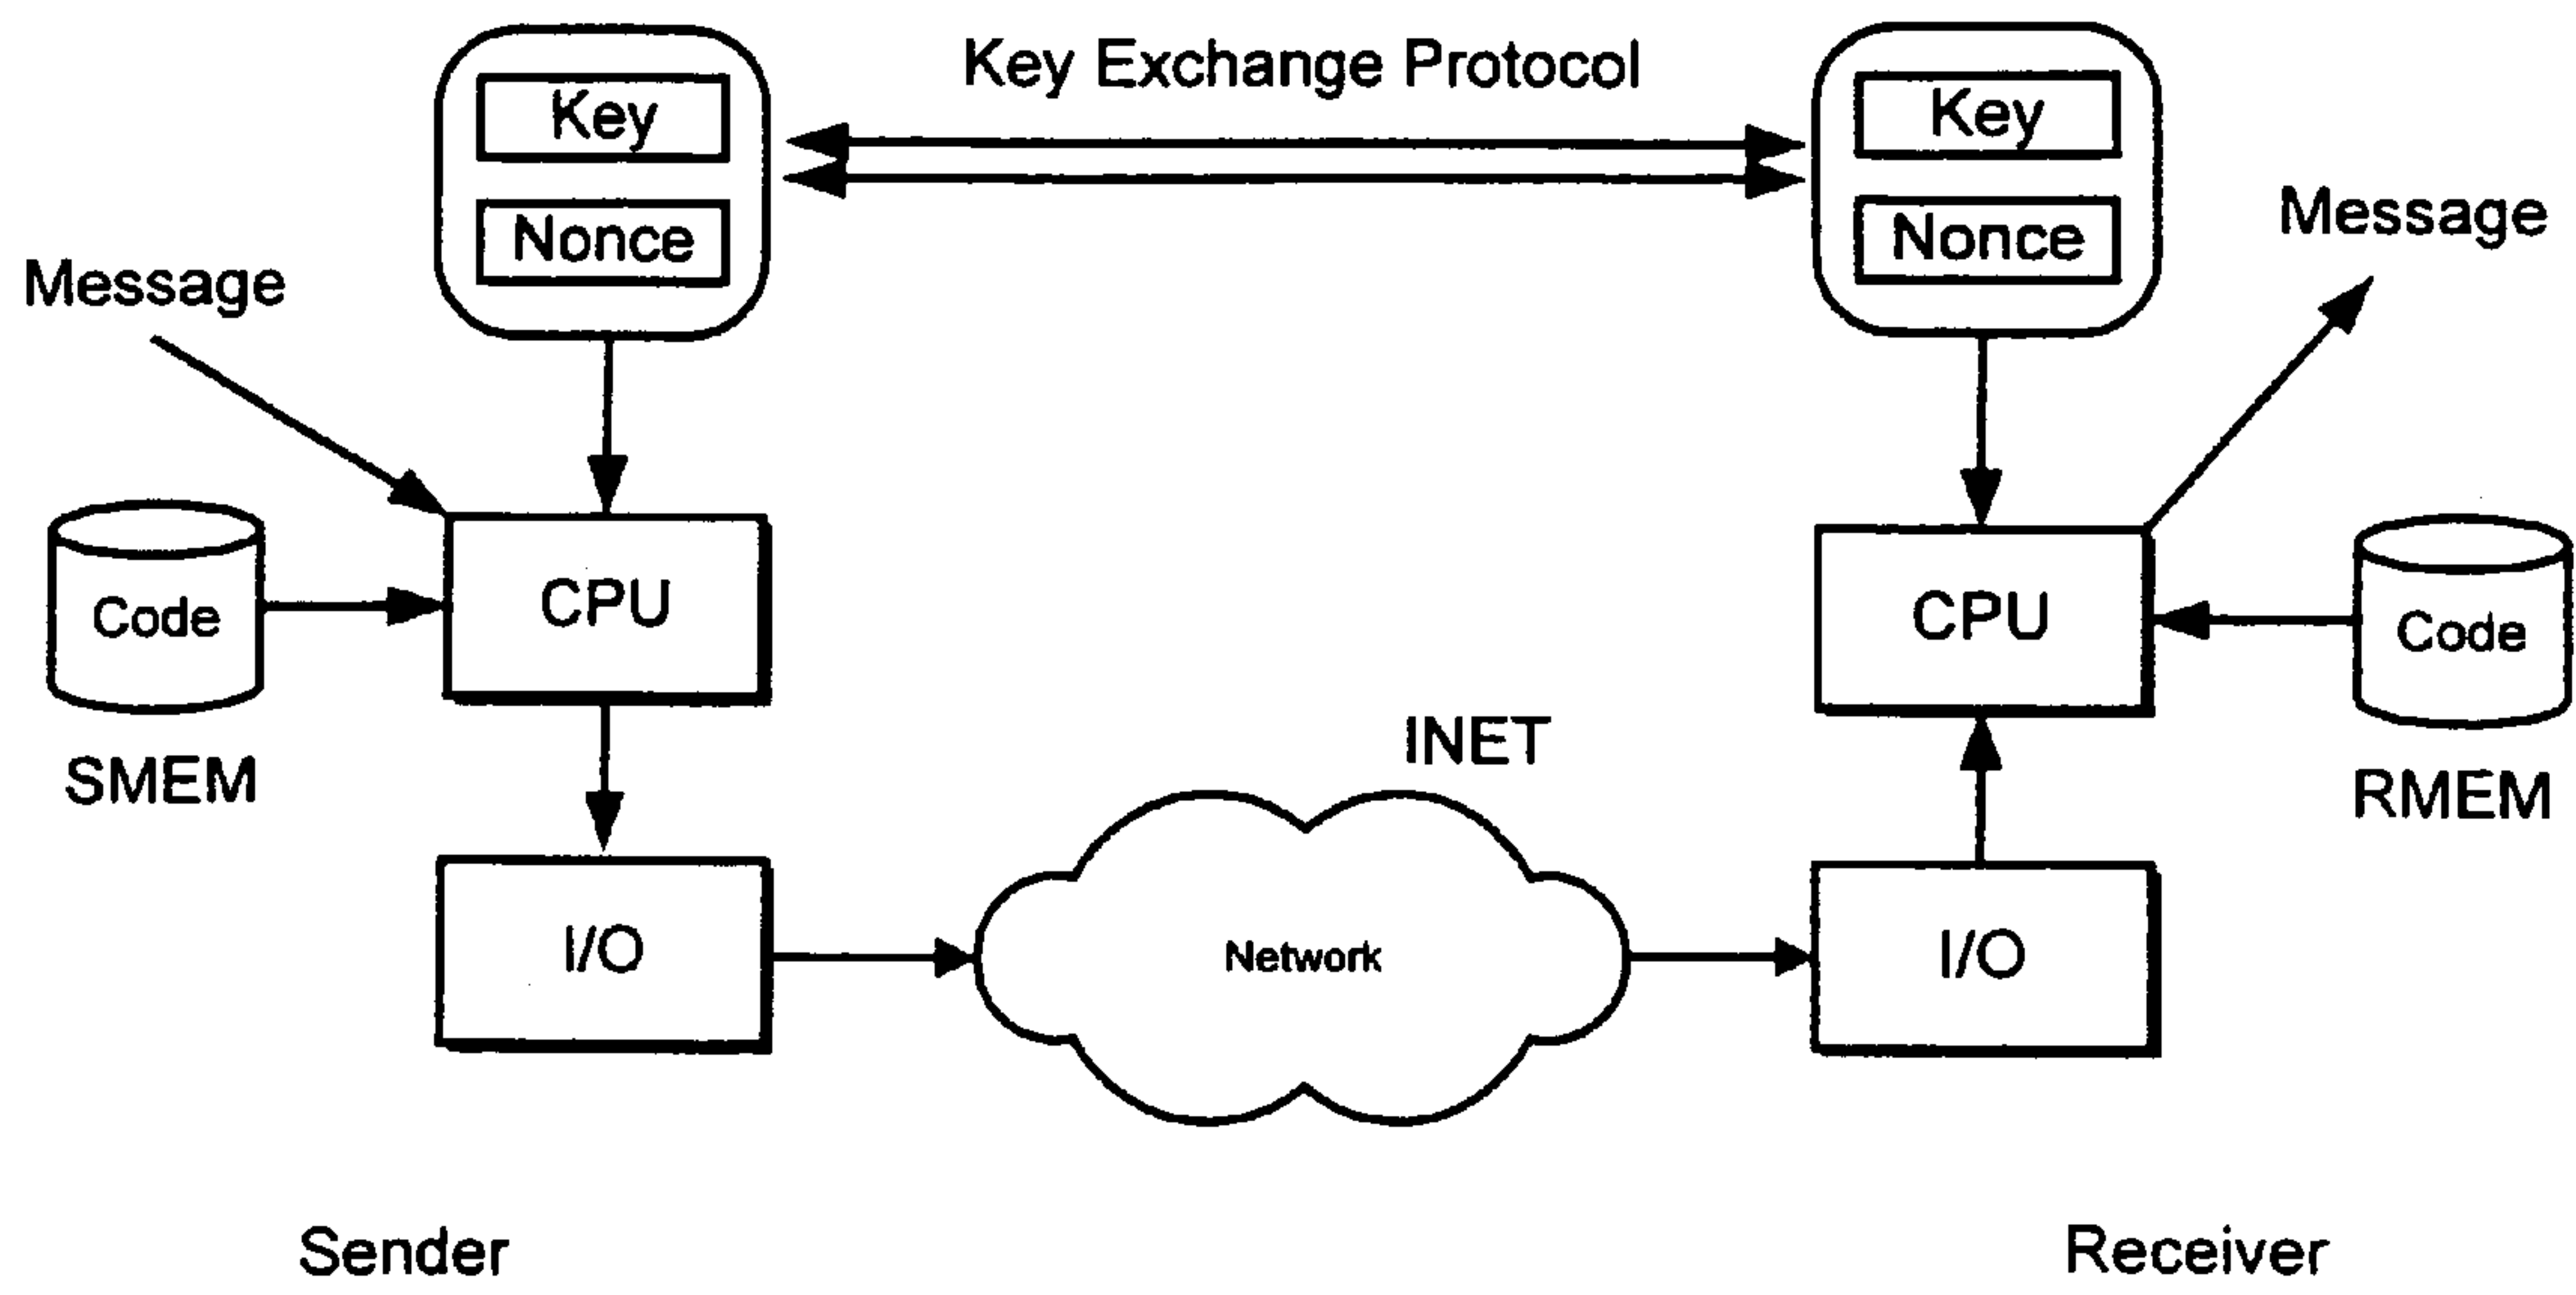 Key Exchange Protocol
Key
Nonce
Key
Nonce
Message
Message
Code
CPU
CPU
Code
SMEM
INET
RMEM
I/O
Network
I/O
Sender
Receiver